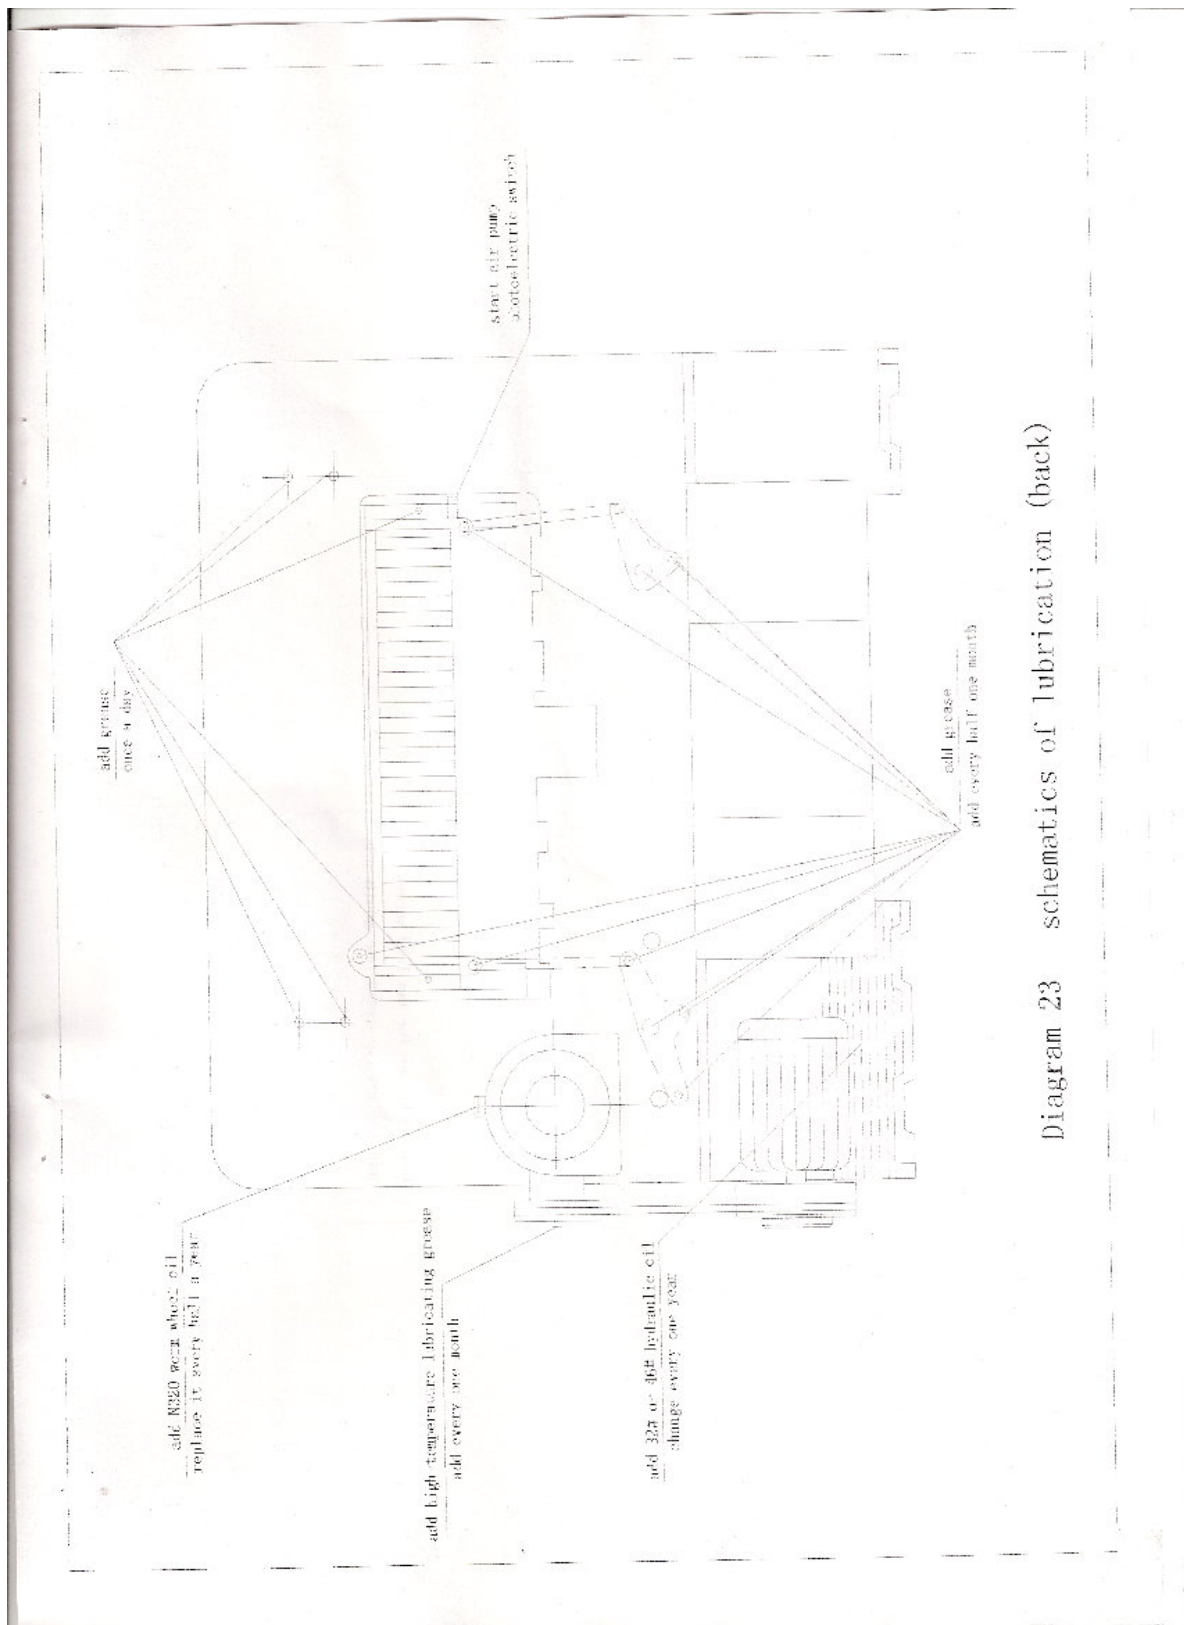 add N320 worm wheel oil
replace it every half a year
add high temperature lubricating grease
add every one month
add 32# or 46# hydraulic oil
change every one year
add grease
once a day
start air pump
photoelectric switch
add grease
add every half one month
Diagram 23 schematics of lubrication (back)